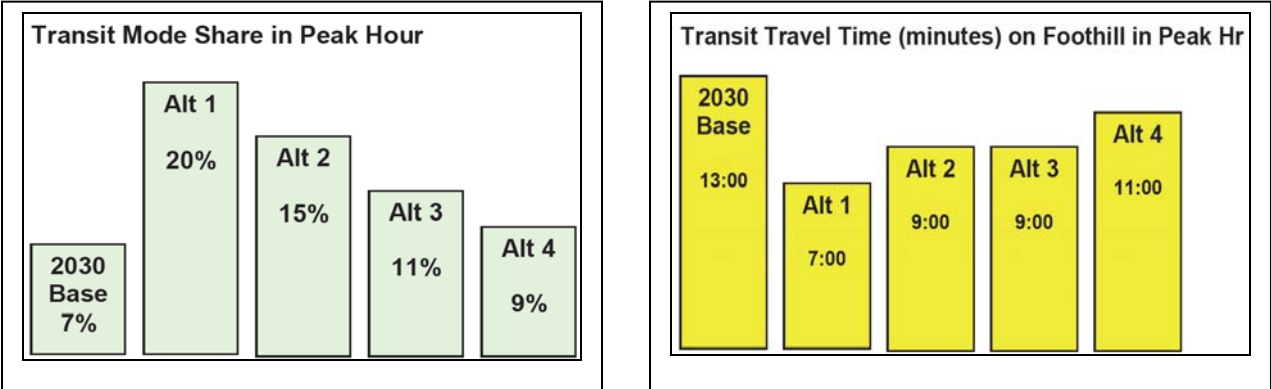 Transit Mode Share in Peak Hour
2030
Base
7%
Alt 1
20%
Alt 2
15%
Alt 3
11%
Alt 4
9%
Transit Travel Time (minutes) on Foothill in Peak Hr
2030
Base
13:00
Alt 1
7:00
Alt 2
9:00
Alt 3
9:00
Alt 4
11:00